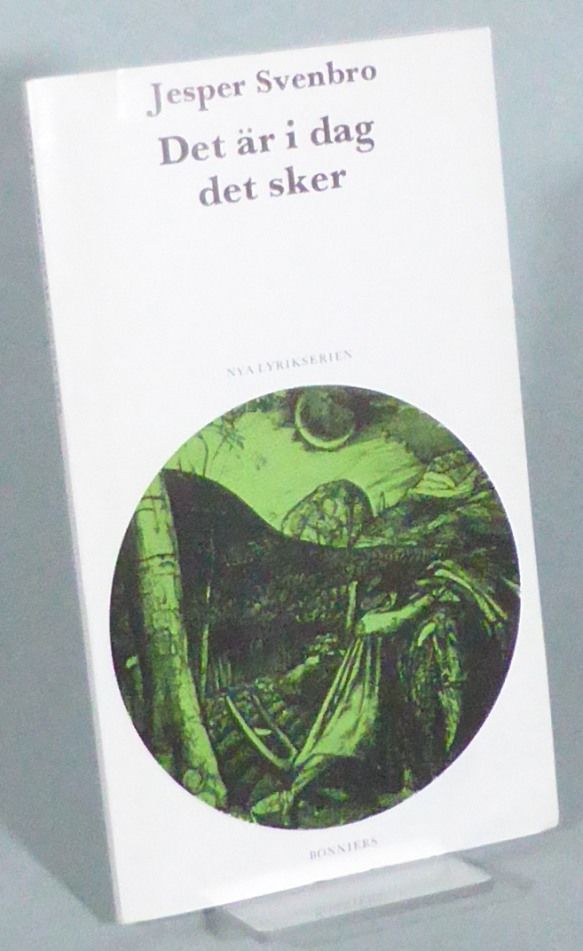 Jesper Svenbro
Det är i dag
det sker
NYA LYRIKSERIEN
BONNIERS